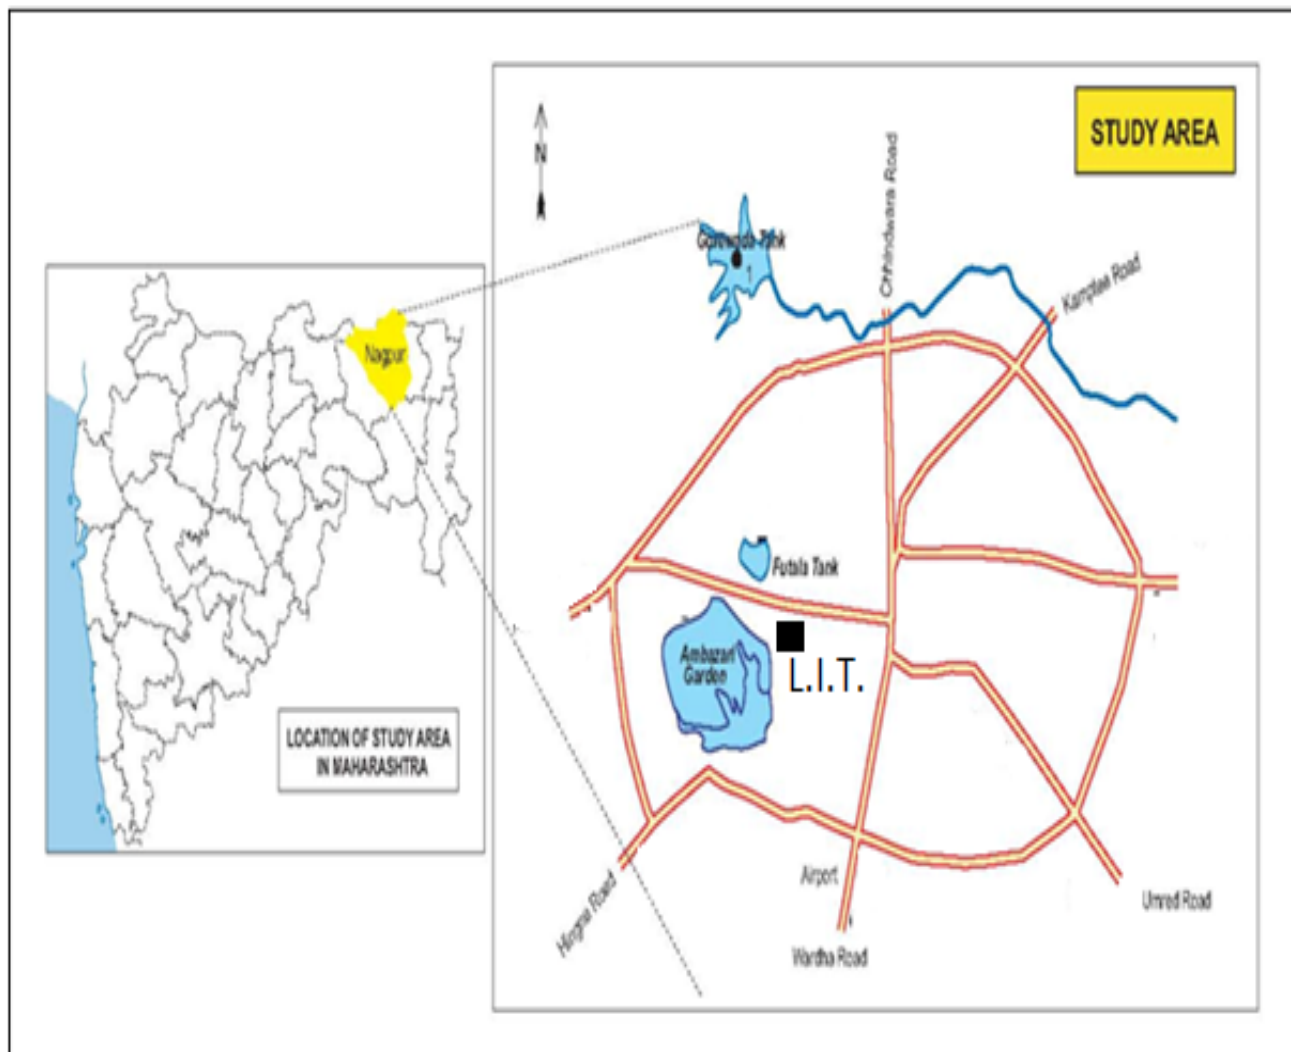 STUDY AREA
N
Chhindwara Road
Tank
1
Kamptee Road
Nagpur
Futala Tank
Ambazari
Garden
L.I.T.
LOCATION OF STUDY AREA
IN MAHARASHTRA
Airport
Hingna Road
Umred Road
Wardha Road